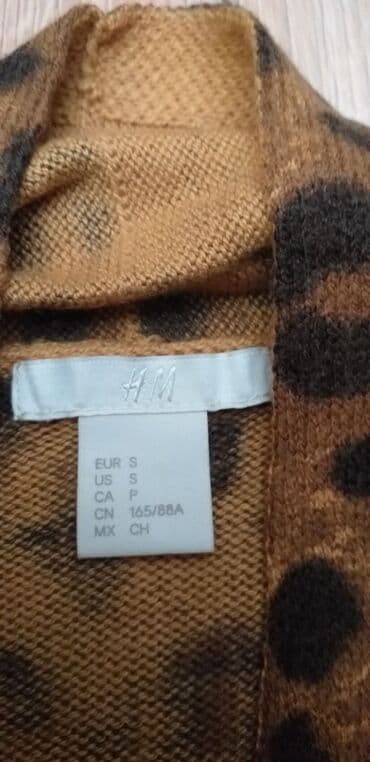 H&M
EUR S
US S
CA P
CN 165/88A
MX CH